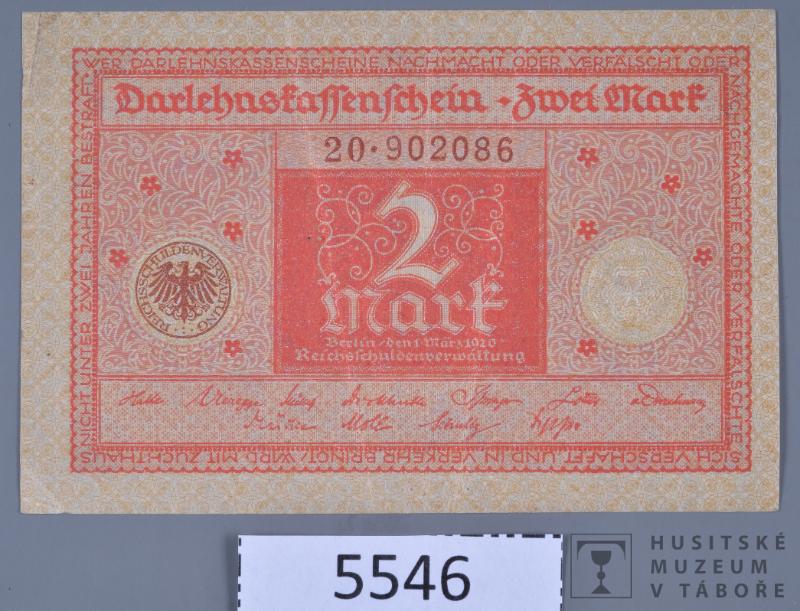 WER DARLEHNSKASSENSCHEINE NACHMACHT ODER VERFÄLSCHT ODER
NACHGEMACHTE ODER VERFÄLSCHTE
SICH VERSCHAFFT UND IN VERKEHR BRINGT, WIRD MIT ZUCHTHAUS
NICHT UNTER ZWEI JAHREN BESTRAFT.
Darlehnskassenschein • Zwei Mark
20·902086
2
Mark
Berlin, den 1. März 1920
Reichsschuldenverwaltung
REICHSSCHULDENVERWALTUNG
5546
HUSITSKÉ
MUZEUM
V TÁBOŘE